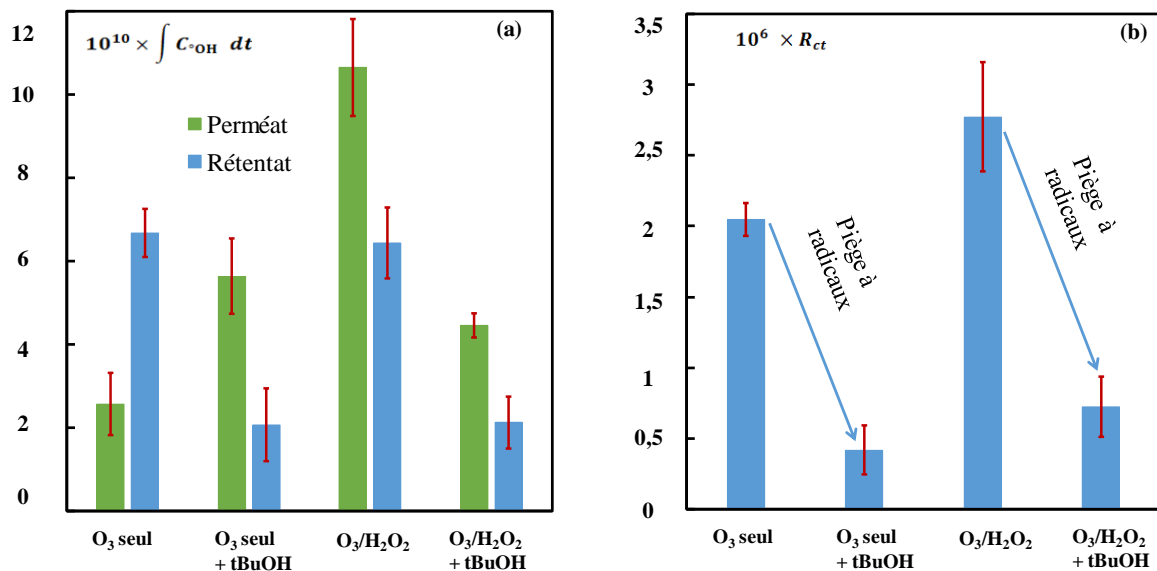 (a)
10¹⁰ × ∫ C°OH dt
12
10
8
6
4
2
0
Perméat
Rétentat
O₃ seul
O₃ seul
+ tBuOH
O₃/H₂O₂
O₃/H₂O₂
+ tBuOH
(b)
10⁶ × Rct
3,5
3
2,5
2
1,5
1
0,5
0
Piège à
radicaux
Piège à
radicaux
O₃ seul
O₃ seul
+ tBuOH
O₃/H₂O₂
O₃/H₂O₂
+ tBuOH